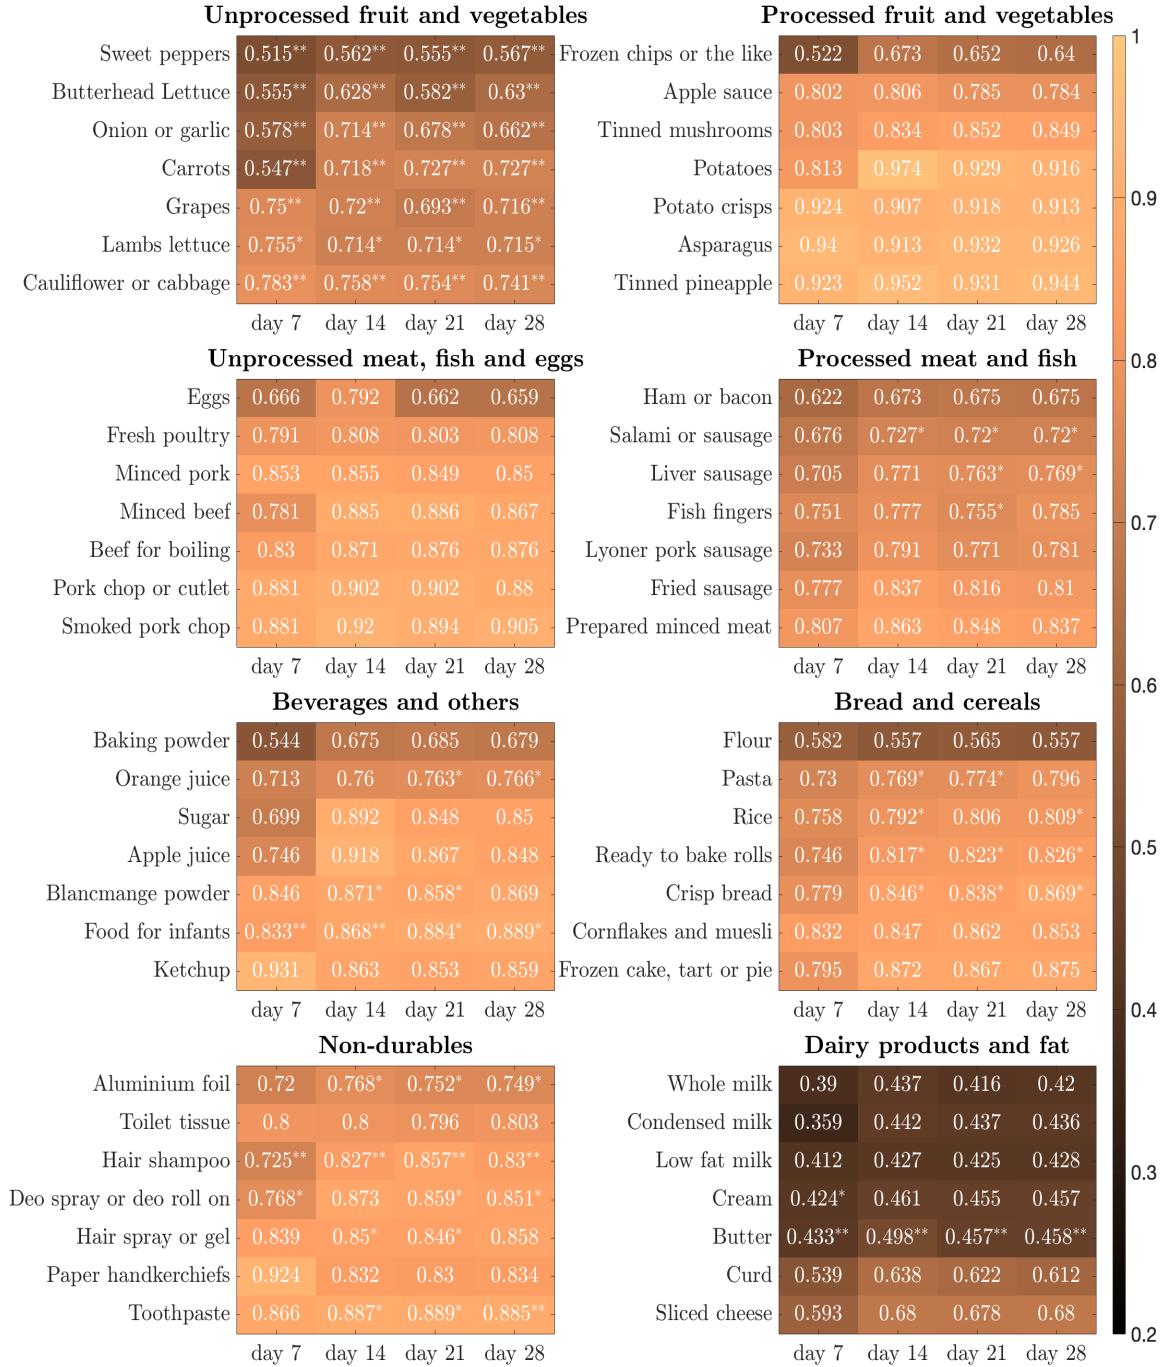 Unprocessed fruit and vegetables
Sweet peppers 0.515** 0.562** 0.555** 0.567**
Butterhead Lettuce 0.555** 0.628** 0.582** 0.63**
Onion or garlic 0.578** 0.714** 0.678** 0.662**
Carrots 0.547** 0.718** 0.727** 0.727**
Grapes 0.75** 0.72** 0.693** 0.716**
Lambs lettuce 0.755* 0.714* 0.714* 0.715*
Cauliflower or cabbage 0.783** 0.758** 0.754** 0.741**
day 7 day 14 day 21 day 28
Processed fruit and vegetables
Frozen chips or the like 0.522 0.673 0.652 0.64
Apple sauce 0.802 0.806 0.785 0.784
Tinned mushrooms 0.803 0.834 0.852 0.849
Potatoes 0.813 0.974 0.929 0.916
Potato crisps 0.924 0.907 0.918 0.913
Asparagus 0.94 0.913 0.932 0.926
Tinned pineapple 0.923 0.952 0.931 0.944
day 7 day 14 day 21 day 28
Unprocessed meat, fish and eggs
Eggs 0.666 0.792 0.662 0.659
Fresh poultry 0.791 0.808 0.803 0.808
Minced pork 0.853 0.855 0.849 0.85
Minced beef 0.781 0.885 0.886 0.867
Beef for boiling 0.83 0.871 0.876 0.876
Pork chop or cutlet 0.881 0.902 0.902 0.88
Smoked pork chop 0.881 0.92 0.894 0.905
day 7 day 14 day 21 day 28
Processed meat and fish
Ham or bacon 0.622 0.673 0.675 0.675
Salami or sausage 0.676 0.727* 0.72* 0.72*
Liver sausage 0.705 0.771 0.763* 0.769*
Fish fingers 0.751 0.777 0.755* 0.785
Lyoner pork sausage 0.733 0.791 0.771 0.781
Fried sausage 0.777 0.837 0.816 0.81
Prepared minced meat 0.807 0.863 0.848 0.837
day 7 day 14 day 21 day 28
Beverages and others
Baking powder 0.544 0.675 0.685 0.679
Orange juice 0.713 0.76 0.763* 0.766*
Sugar 0.699 0.892 0.848 0.85
Apple juice 0.746 0.918 0.867 0.848
Blancmange powder 0.846 0.871* 0.858* 0.869
Food for infants 0.833** 0.868** 0.884* 0.889*
Ketchup 0.931 0.863 0.853 0.859
day 7 day 14 day 21 day 28
Bread and cereals
Flour 0.582 0.557 0.565 0.557
Pasta 0.73 0.769* 0.774* 0.796
Rice 0.758 0.792* 0.806 0.809*
Ready to bake rolls 0.746 0.817* 0.823* 0.826*
Crisp bread 0.779 0.846* 0.838* 0.869*
Cornflakes and muesli 0.832 0.847 0.862 0.853
Frozen cake, tart or pie 0.795 0.872 0.867 0.875
day 7 day 14 day 21 day 28
Non-durables
Aluminium foil 0.72 0.768* 0.752* 0.749*
Toilet tissue 0.8 0.8 0.796 0.803
Hair shampoo 0.725** 0.827** 0.857** 0.83**
Deo spray or deo roll on 0.768* 0.873 0.859* 0.851*
Hair spray or gel 0.839 0.85* 0.846* 0.858
Paper handkerchiefs 0.924 0.832 0.83 0.834
Toothpaste 0.866 0.887* 0.889* 0.885**
day 7 day 14 day 21 day 28
Dairy products and fat
Whole milk 0.39 0.437 0.416 0.42
Condensed milk 0.359 0.442 0.437 0.436
Low fat milk 0.412 0.427 0.425 0.428
Cream 0.424* 0.461 0.455 0.457
Butter 0.433** 0.498** 0.457** 0.458**
Curd 0.539 0.638 0.622 0.612
Sliced cheese 0.593 0.68 0.678 0.68
day 7 day 14 day 21 day 28
1
0.9
0.8
0.7
0.6
0.5
0.4
0.3
0.2